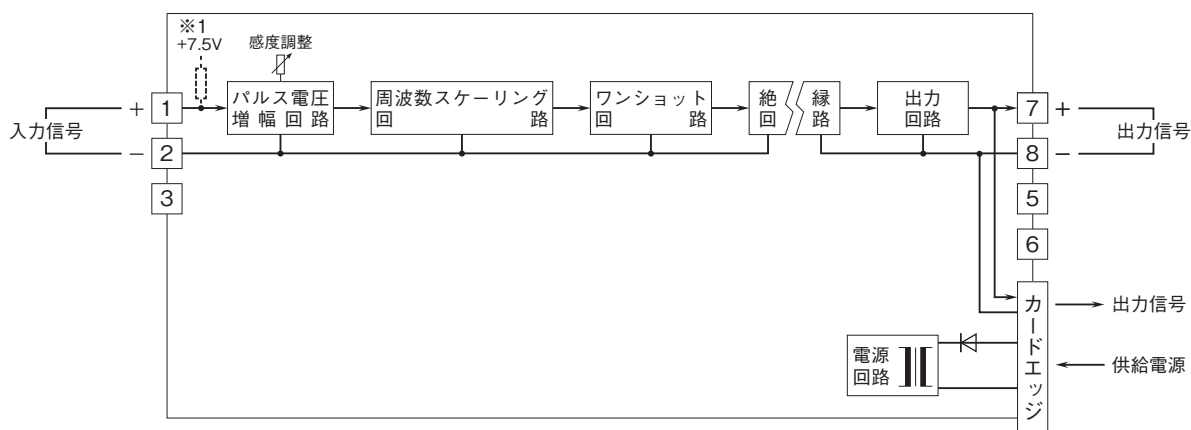 ※1
+7.5V
感度調整
パルス電圧
増幅回路
周波数スケーリング
回路
ワンショット
回路
絶縁
回路
出力
回路
+
1
入力信号
−
2
3
7
+
出力信号
8
−
5
6
カードエッジ
出力信号
供給電源
電源
回路